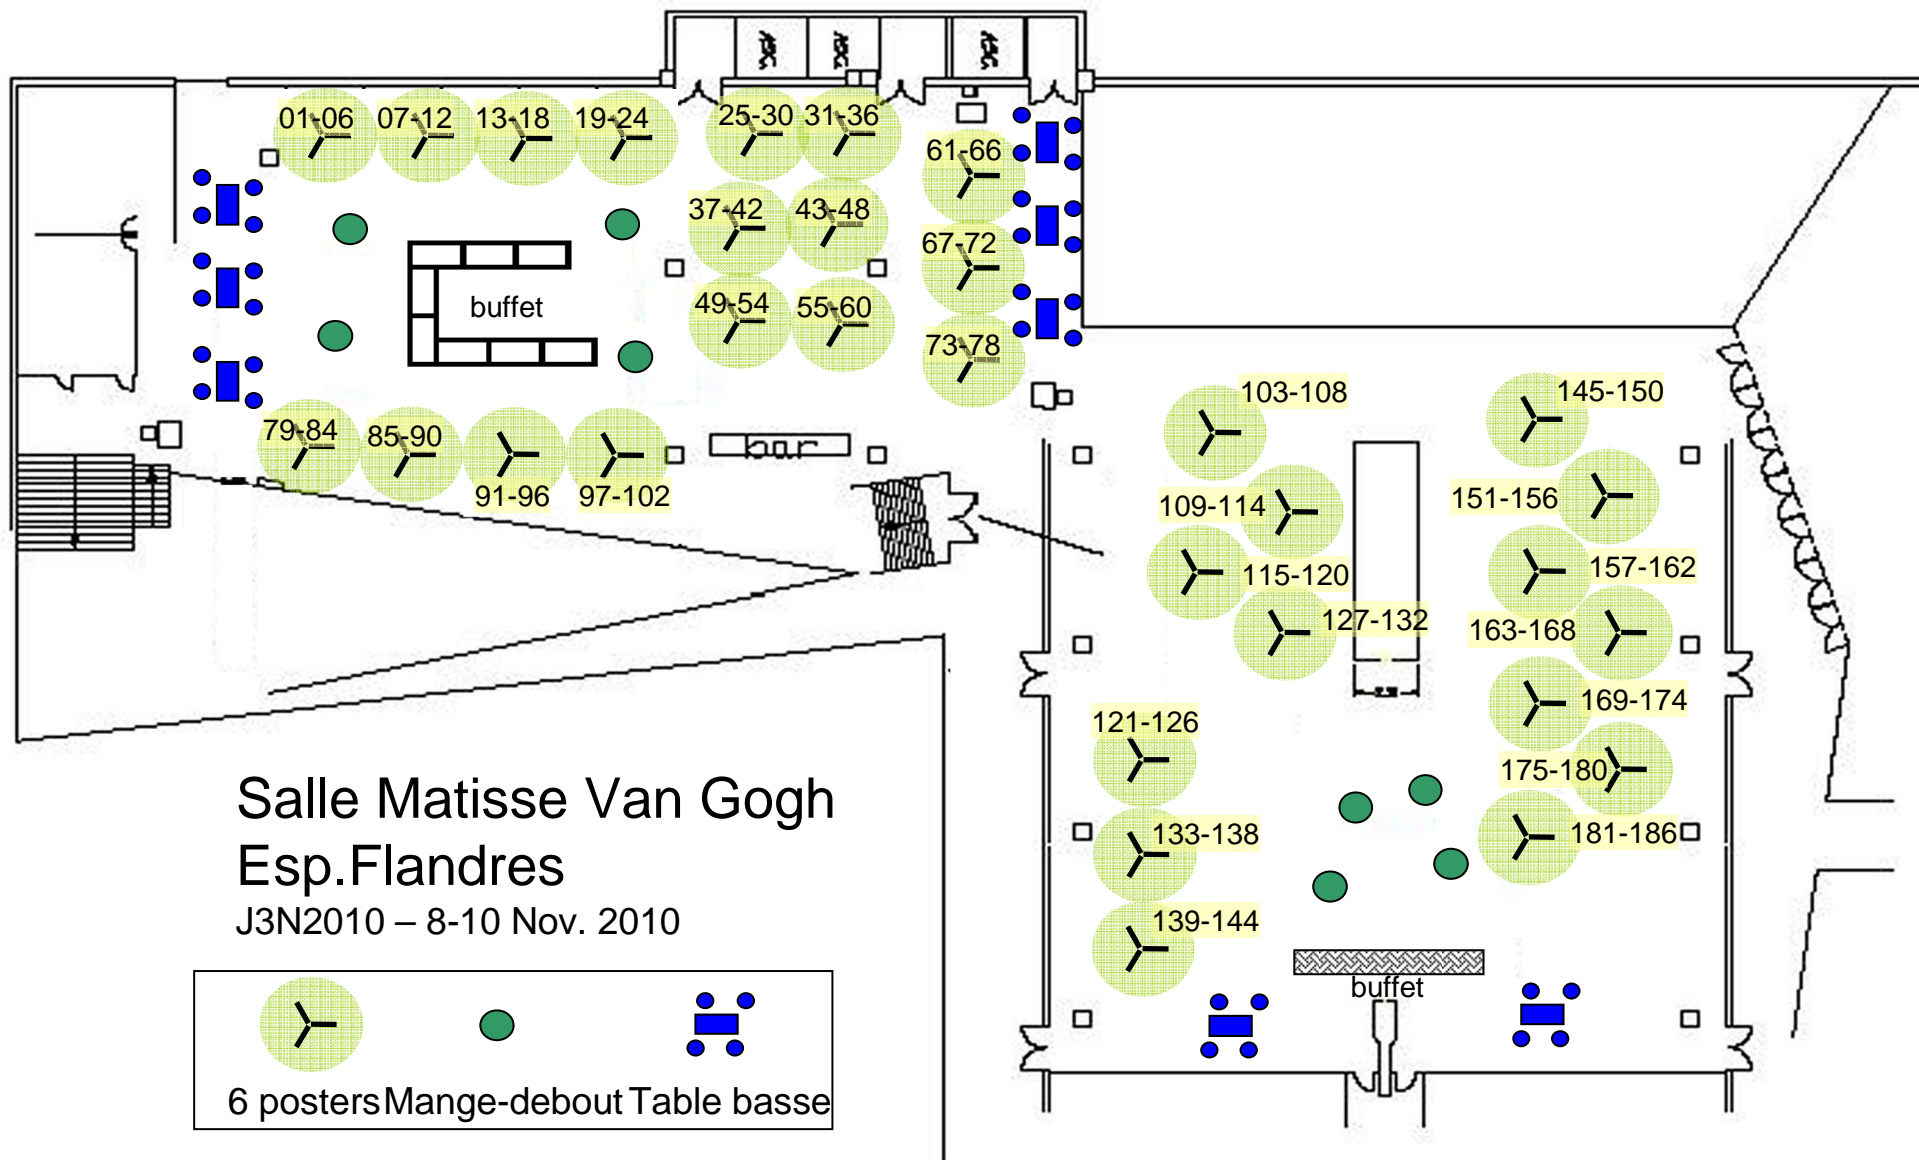 01-06 07-12 13-18 19-24 25-30 31-36
61-66
37-42 43-48
67-72
49-54 55-60
buffet
73-78
79-84 85-90
91-96 97-102
bar
103-108 145-150
109-114 151-156
115-120 157-162
127-132 163-168
169-174
121-126
175-180
133-138 181-186
139-144
buffet
Salle Matisse Van Gogh
Esp.Flandres
J3N2010 – 8-10 Nov. 2010
6 posters Mange-debout Table basse